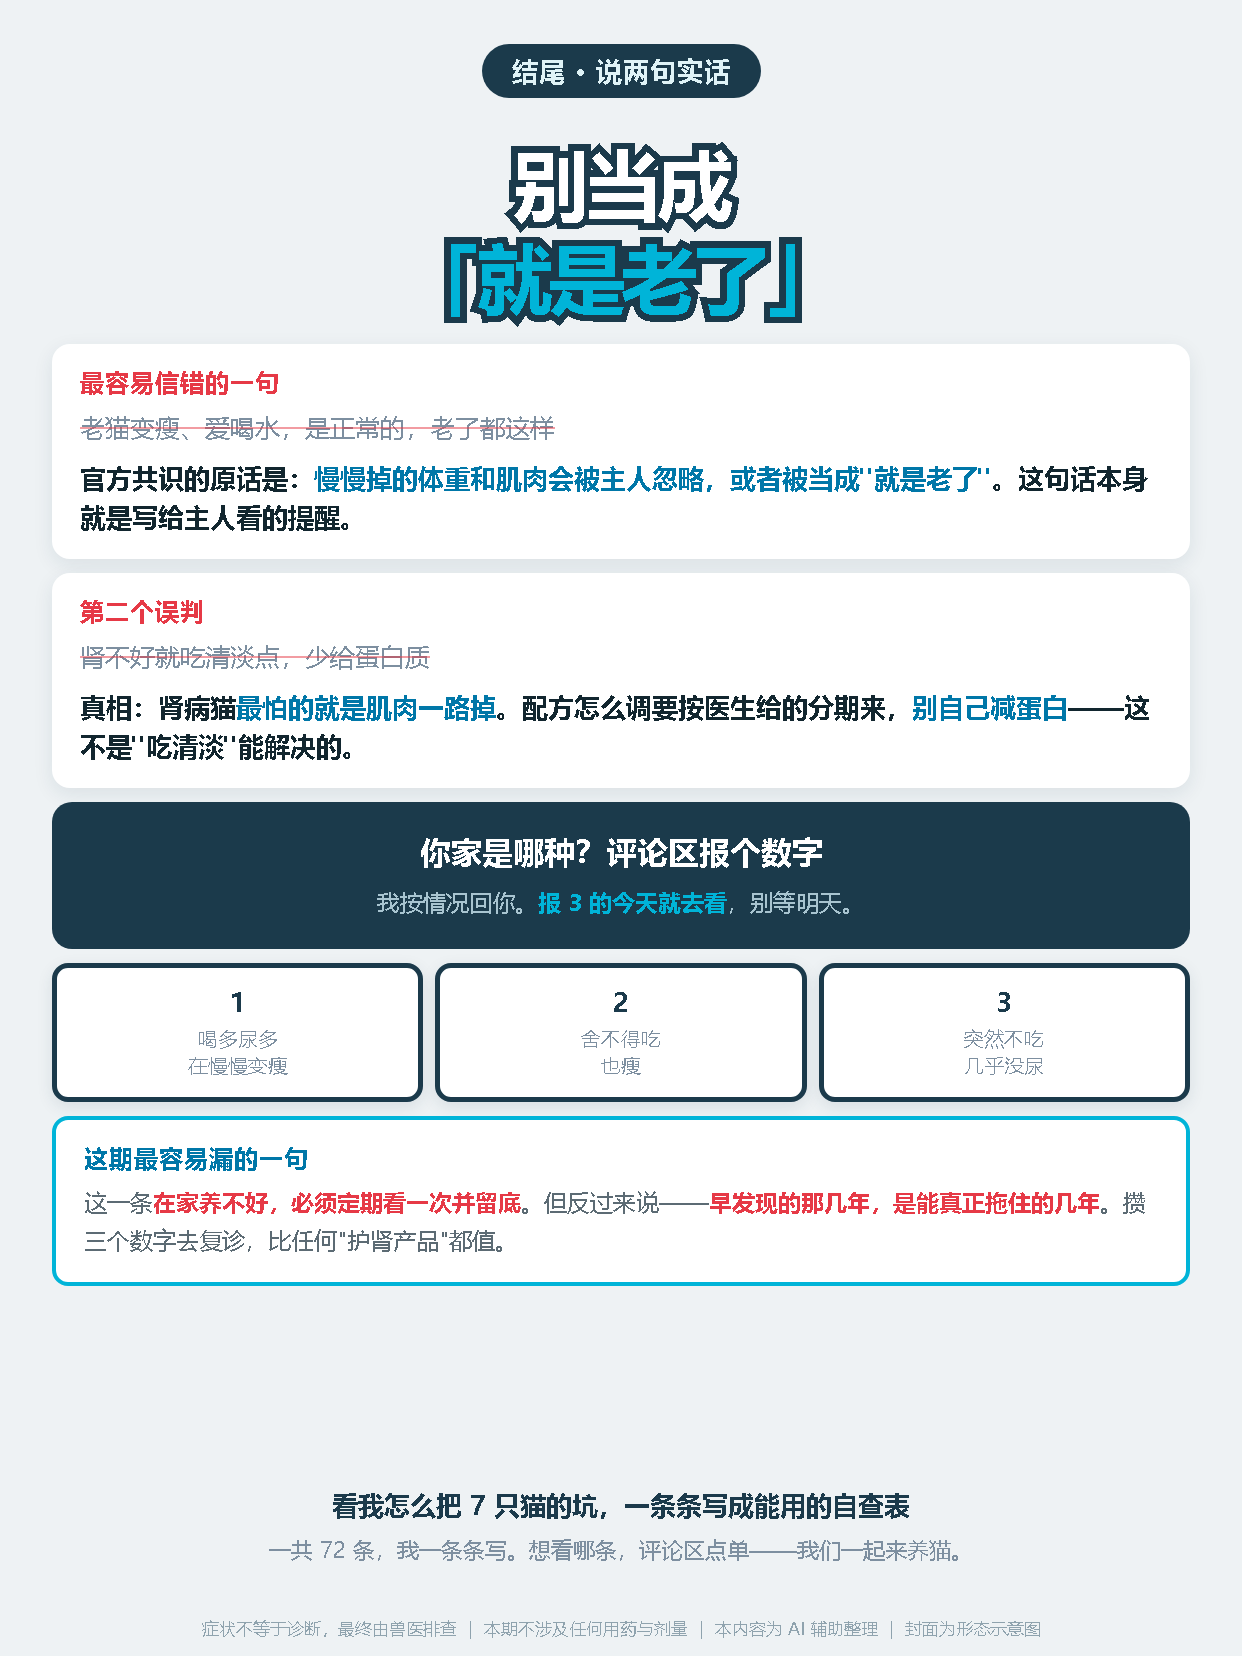 结尾·说两句实话
别当成
「就是老了」
最容易信错的一句
老猫变瘦、爱喝水，是正常的，老了都这样
官方共识的原话是：慢慢掉的体重和肌肉会被主人忽略，或者被当成"就是老了"。这句话本身
就是写给主人看的提醒。
第二个误判
肾不好就吃清淡点，少给蛋白质
真相：肾病猫最怕的就是肌肉一路掉。配方怎么调要按医生给的分期来，别自己减蛋白——这
不是"吃清淡"能解决的。
你家是哪种？评论区报个数字
我按情况回你。报 3 的今天就去看，别等明天。
1
喝多尿多
在慢慢变瘦
2
舍不得吃
也瘦
3
突然不吃
几乎没尿
这期最容易漏的一句
这一条在家养不好，必须定期看一次并留底。但反过来说——早发现的那几年，是能真正拖住的几年。攒
三个数字去复诊，比任何"护肾产品"都值。
看我怎么把 7 只猫的坑，一条条写成能用的自查表
一共 72 条，我一条条写。想看哪条，评论区点单——我们一起来养猫。
症状不等于诊断，最终由兽医排查 ｜ 本期不涉及任何用药与剂量 ｜ 本内容为 AI 辅助整理 ｜ 封面为形态示意图